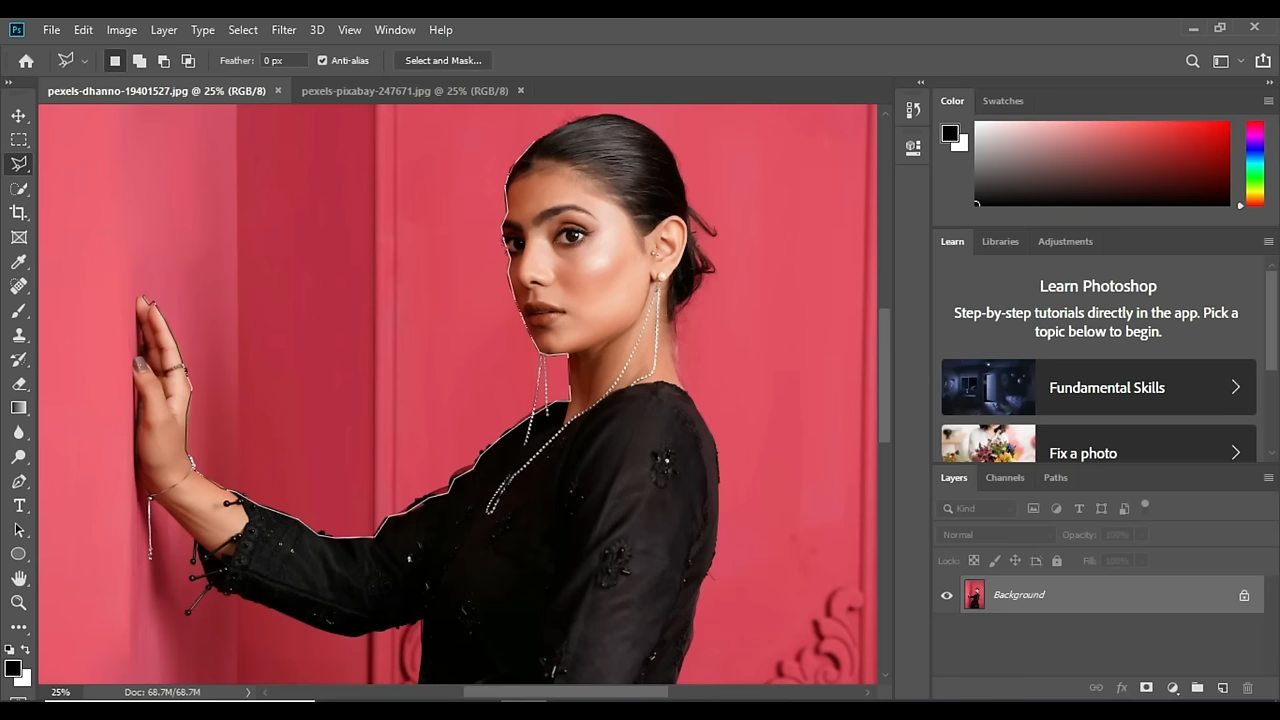 Ps File Edit Image Layer Type Select Filter 3D View Window Help
Feather: 0 px Anti-alias Select and Mask...
pexels-dhanno-19401527.jpg @ 25% (RGB/8) × pexels-pixabay-247671.jpg @ 25% (RGB/8) ×
Color Swatches
Learn Libraries Adjustments
Learn Photoshop
Step-by-step tutorials directly in the app. Pick a
topic below to begin.
Fundamental Skills
Fix a photo
Layers Channels Paths
Kind
Normal Opacity: 100%
Lock: Fill: 100%
Background
fx
25% Doc: 68.7M/68.7M